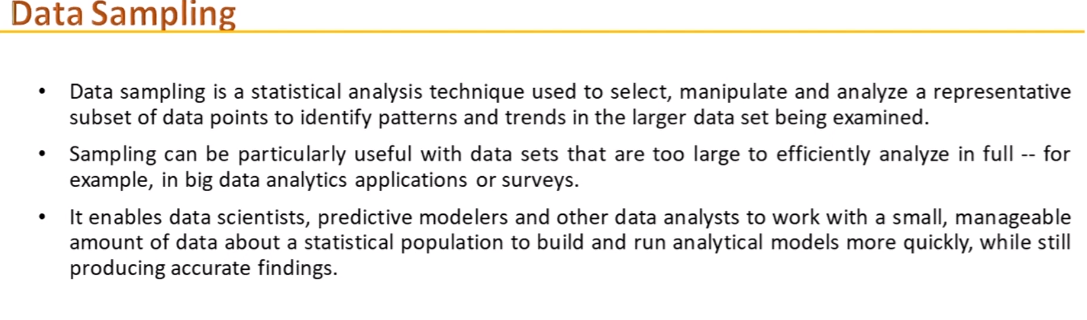 Data Sampling
• Data sampling is a statistical analysis technique used to select, manipulate and analyze a representative
subset of data points to identify patterns and trends in the larger data set being examined.
• Sampling can be particularly useful with data sets that are too large to efficiently analyze in full -- for
example, in big data analytics applications or surveys.
• It enables data scientists, predictive modelers and other data analysts to work with a small, manageable
amount of data about a statistical population to build and run analytical models more quickly, while still
producing accurate findings.